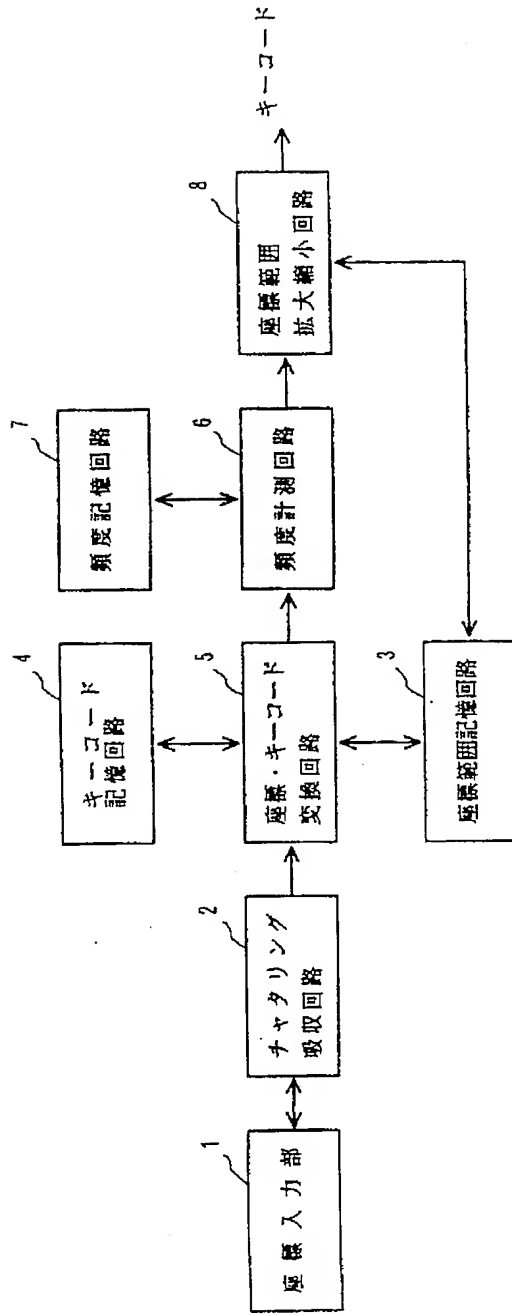 1
座標入力部
2
チャタリング
吸収回路
3
座標範囲記憶回路
4
キーコード
記憶回路
5
座標・キーコード
変換回路
6
頻度計測回路
7
頻度記憶回路
8
座標範囲
拡大縮小回路
キーコード